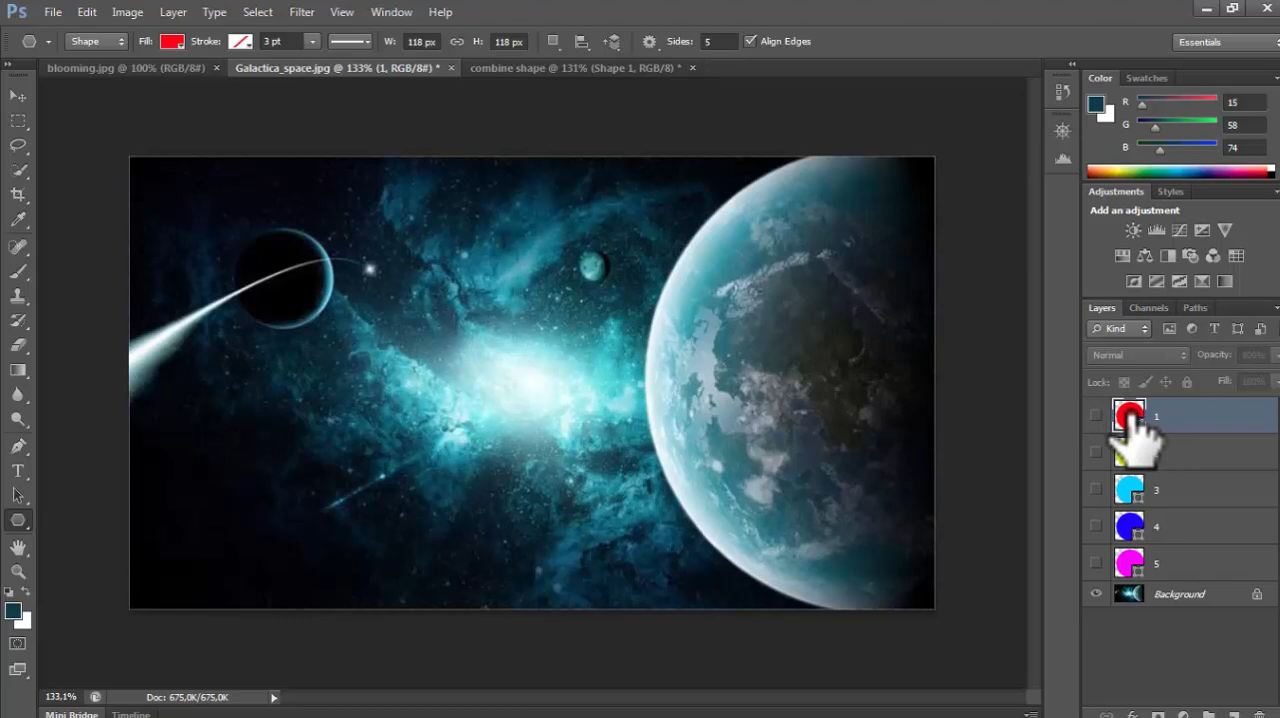 Ps File Edit Image Layer Type Select Filter View Window Help
Shape Fill: Stroke: 3 pt W: 118 px H: 118 px Sides: 5 Align Edges Essentials
blooming.jpg @ 100% (RGB/8#) × Galactica_space.jpg @ 133% (1, RGB/8#) * × combine shape @ 131% (Shape 1, RGB/8) * ×
Color Swatches
R 15
G 58
B 74
Adjustments Styles
Add an adjustment
Layers Channels Paths
Kind
Normal Opacity:
Lock: Fill:
1
3
4
5
Background
133,1% Doc: 675,0K/675,0K
Mini Bridge Timeline